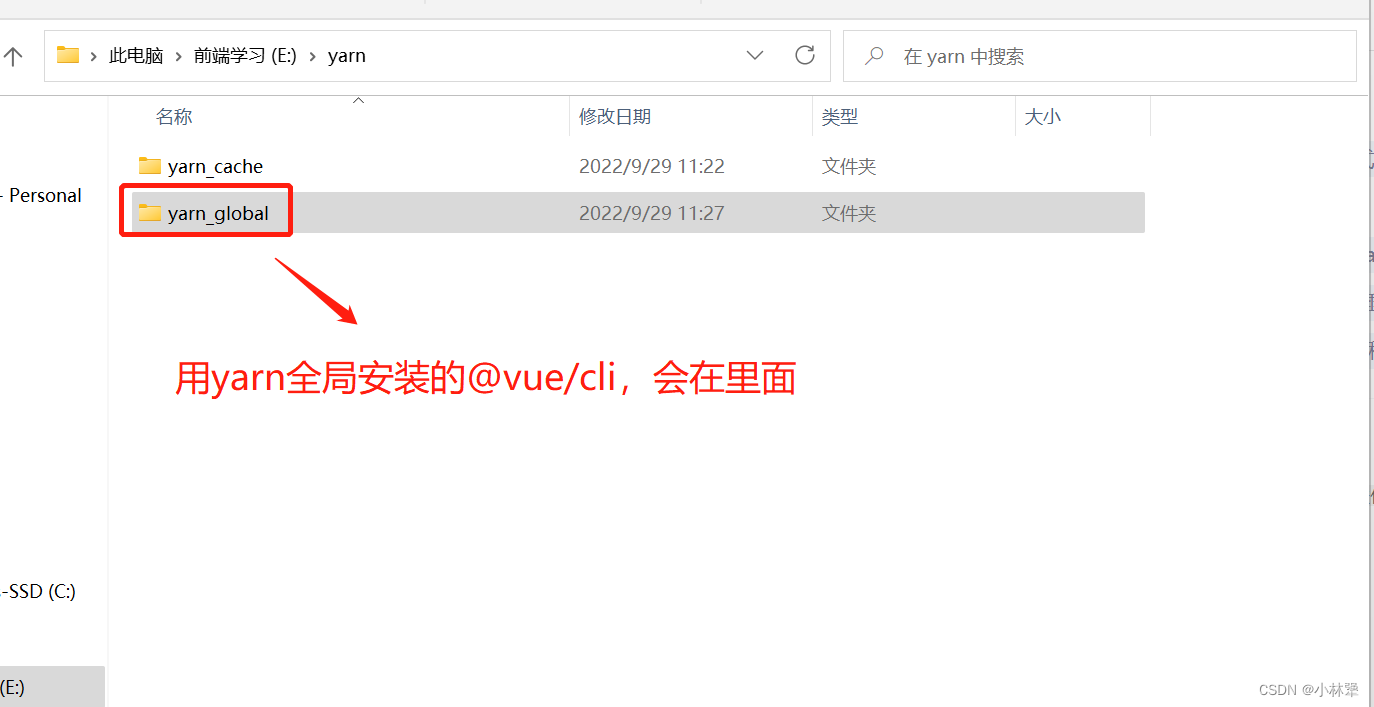 此电脑 > 前端学习 (E:) > yarn
在 yarn 中搜索
名称 修改日期 类型 大小
yarn_cache 2022/9/29 11:22 文件夹
- Personal
yarn_global 2022/9/29 11:27 文件夹
用yarn全局安装的@vue/cli，会在里面
-SSD (C:)
(E:)
CSDN @小林犟